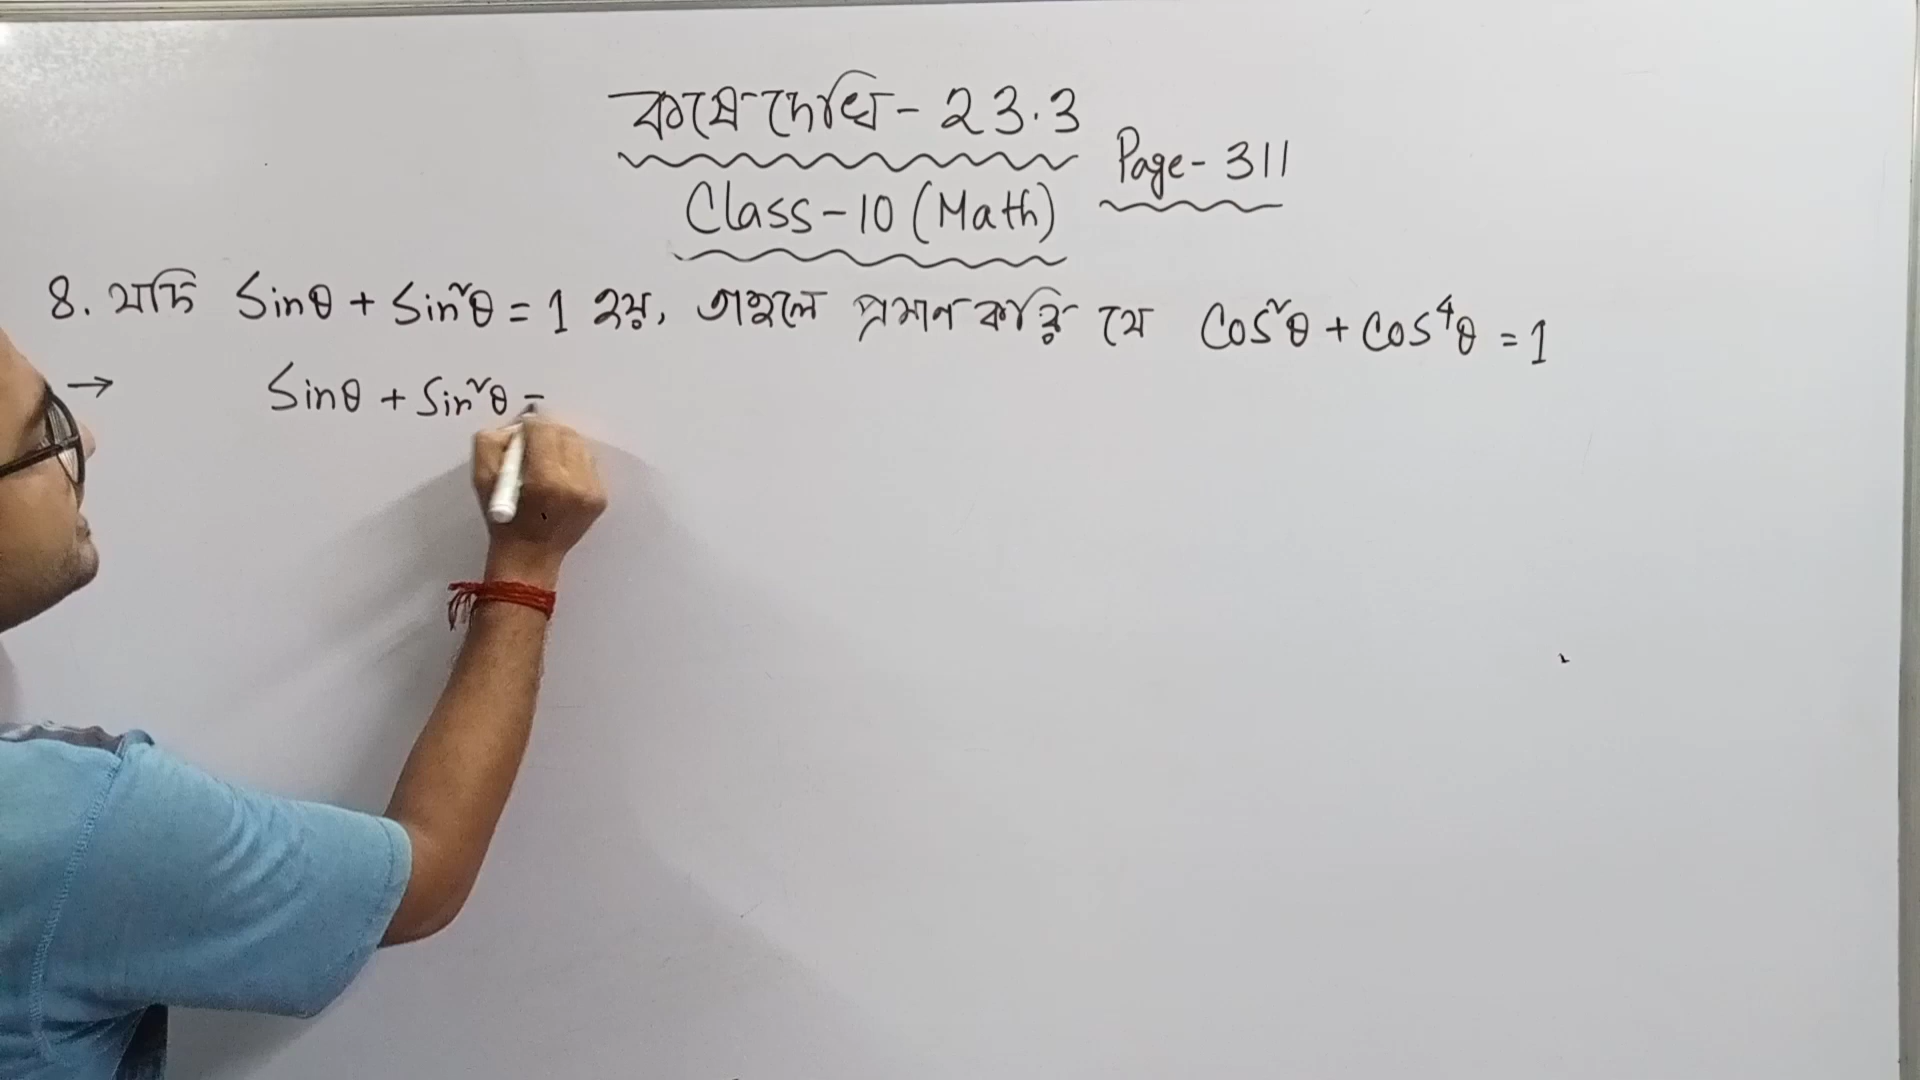 কষে দেখি - 23.3
Page - 311
Class - 10 (Math)
8. যদি Sinθ + Sin²θ = 1 হয়, তাহলে প্রমাণ করি যে Cos²θ + Cos⁴θ = 1
→ Sinθ + Sin²θ =